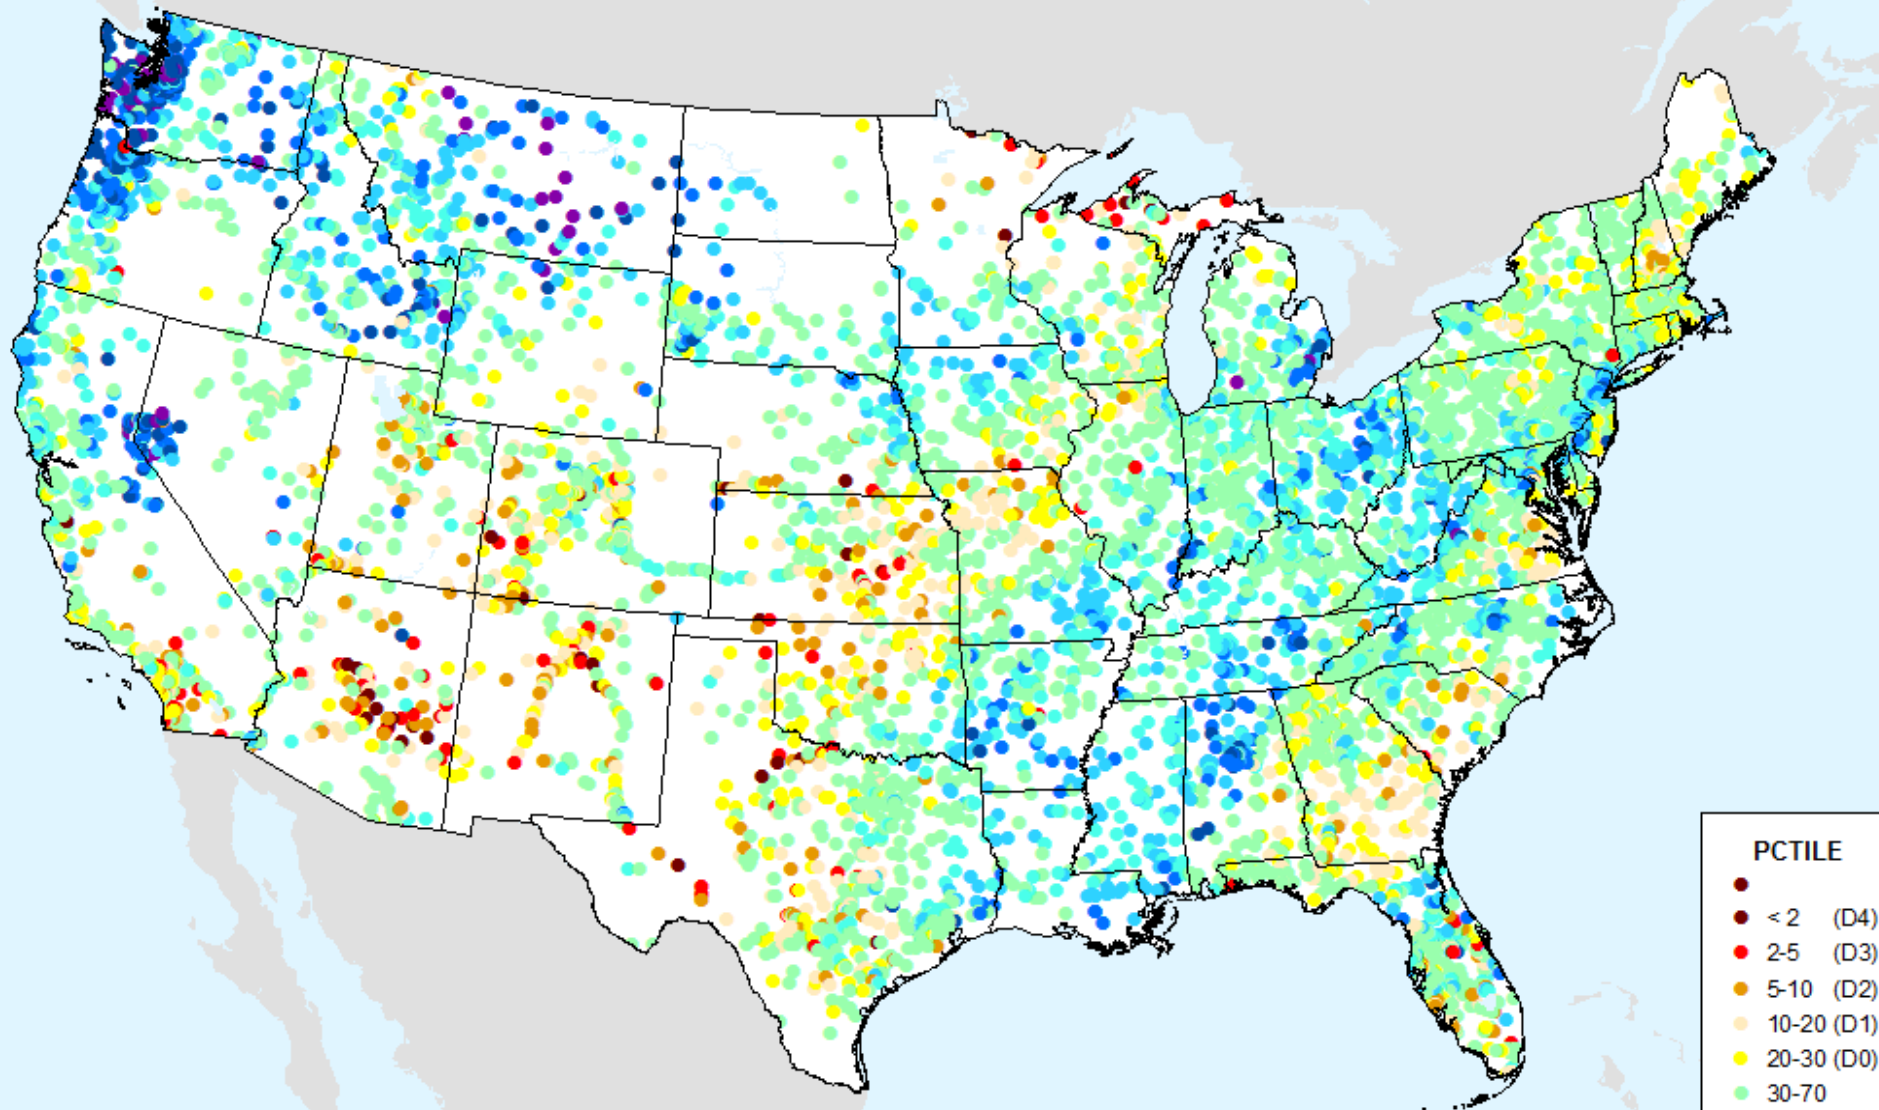 PCTILE
< 2 (D4)
2-5 (D3)
5-10 (D2)
10-20 (D1)
20-30 (D0)
30-70